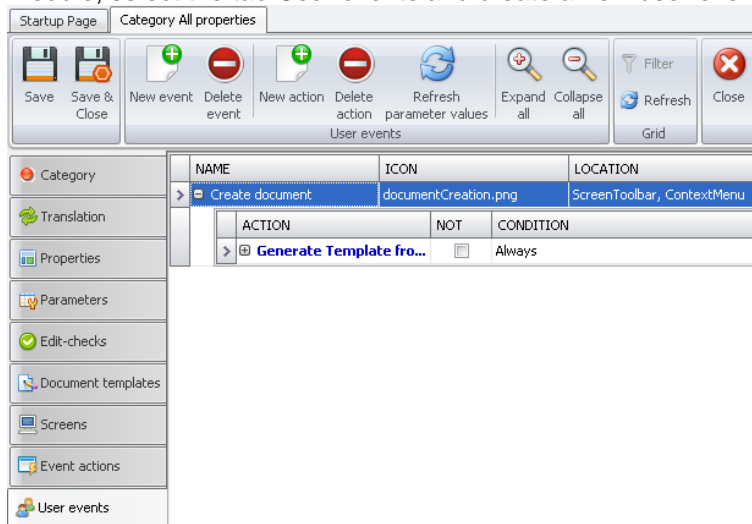 Startup Page
Category All properties
Save
Save & Close
New event
Delete event
New action
Delete action
Refresh parameter values
Expand all
Collapse all
Filter
Refresh
Close
User events
Grid
Category
Translation
Properties
Parameters
Edit-checks
Document templates
Screens
Event actions
User events
NAME ICON LOCATION
Create document documentCreation.png ScreenToolbar, ContextMenu
ACTION NOT CONDITION
Generate Template fro... Always